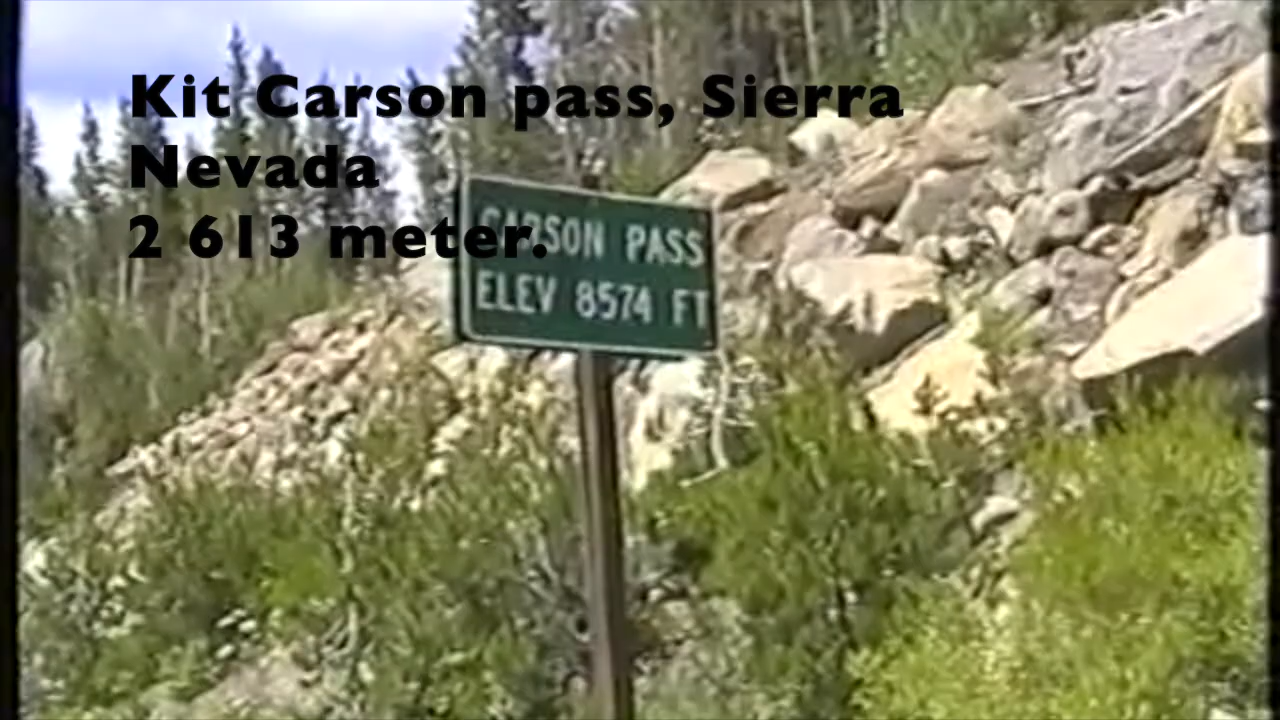 Kit Carson pass, Sierra
Nevada
2 613 meter.
CARSON PASS
ELEV 8574 FT